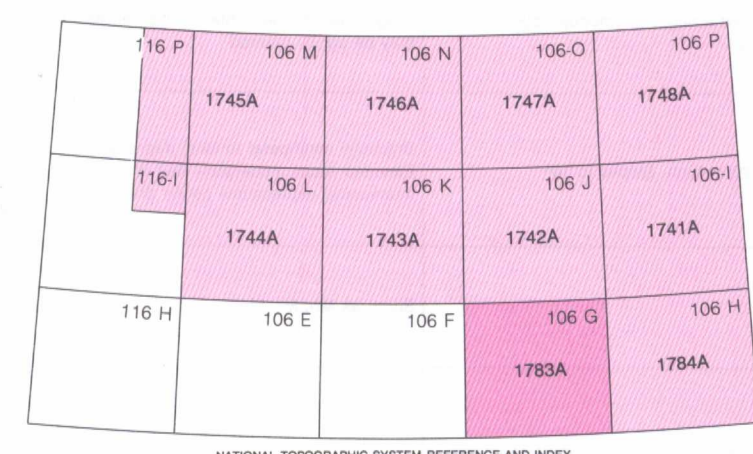 116 P 106 M 106 N 106-O 106 P
1745A 1746A 1747A 1748A
116-I 106 L 106 K 106 J 106-I
1744A 1743A 1742A 1741A
116 H 106 E 106 F 106 G 106 H
1783A 1784A
NATIONAL TOPOGRAPHIC SYSTEM REFERENCE AND INDEX